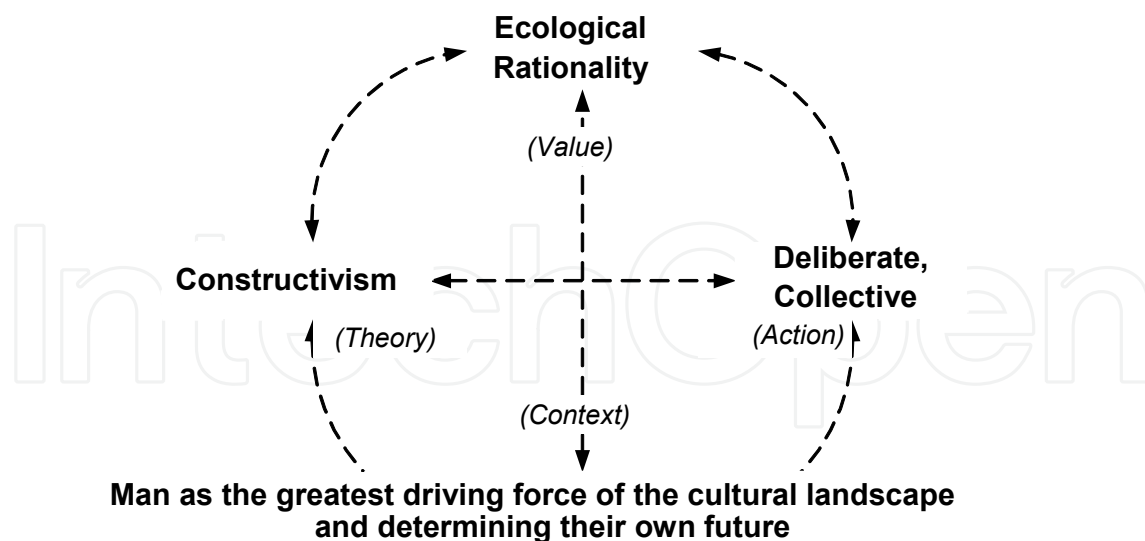 Ecological
Rationality
(Value)
Constructivism
Deliberate,
Collective
(Theory)
(Action)
(Context)
Man as the greatest driving force of the cultural landscape
and determining their own future
IntechOpen